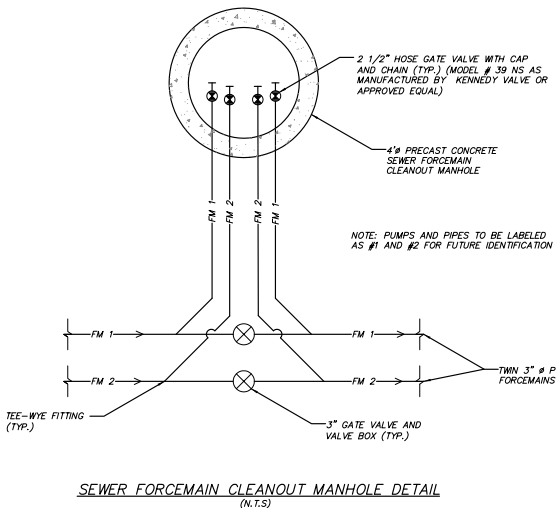 2 1/2" HOSE GATE VALVE WITH CAP
AND CHAIN (TYP.) (MODEL # 39 NS AS
MANUFACTURED BY KENNEDY VALVE OR
APPROVED EQUAL)
4'ø PRECAST CONCRETE
SEWER FORCEMAIN
CLEANOUT MANHOLE
FM 1
FM 2
FM 2
FM 1
NOTE: PUMPS AND PIPES TO BE LABELED
AS #1 AND #2 FOR FUTURE IDENTIFICATION
FM 1
FM 1
FM 2
FM 2
TWIN 3" ø P
FORCEMAINS
TEE-WYE FITTING
(TYP.)
3" GATE VALVE AND
VALVE BOX (TYP.)
SEWER FORCEMAIN CLEANOUT MANHOLE DETAIL
(N.T.S)